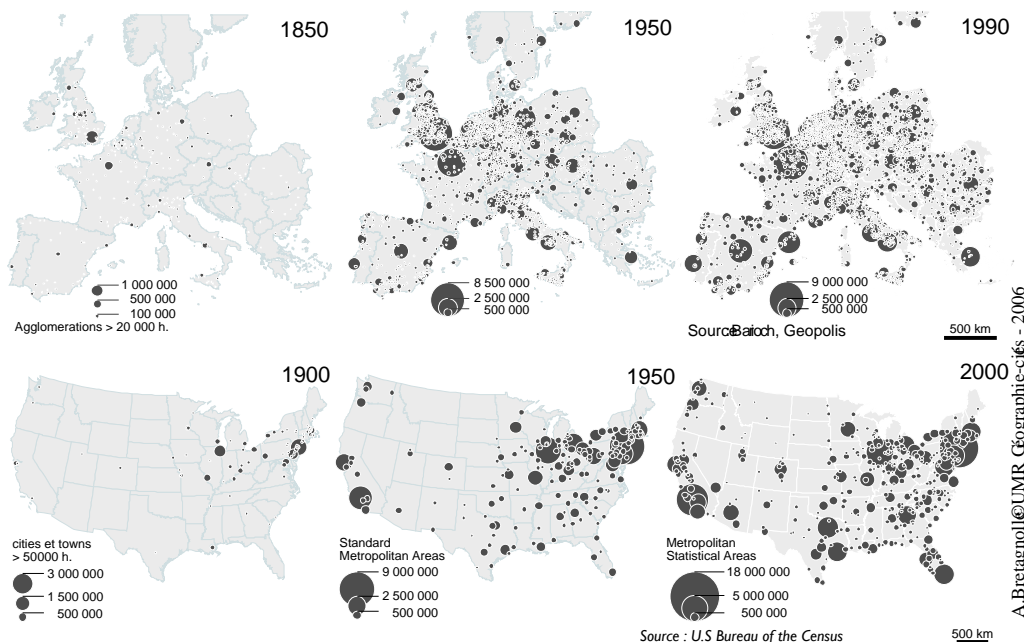 1850
1 000 000
500 000
100 000
Agglomerations > 20 000 h.
1950
8 500 000
2 500 000
500 000
1990
9 000 000
2 500 000
500 000
Source Bairoch, Geopolis
500 km
1900
cities et towns
> 50000 h.
3 000 000
1 500 000
500 000
1950
Standard
Metropolitan Areas
9 000 000
2 500 000
500 000
2000
Metropolitan
Statistical Areas
18 000 000
5 000 000
500 000
Source : U.S Bureau of the Census
500 km
A.Bretagnolle©UMR Géographie-cités - 2006